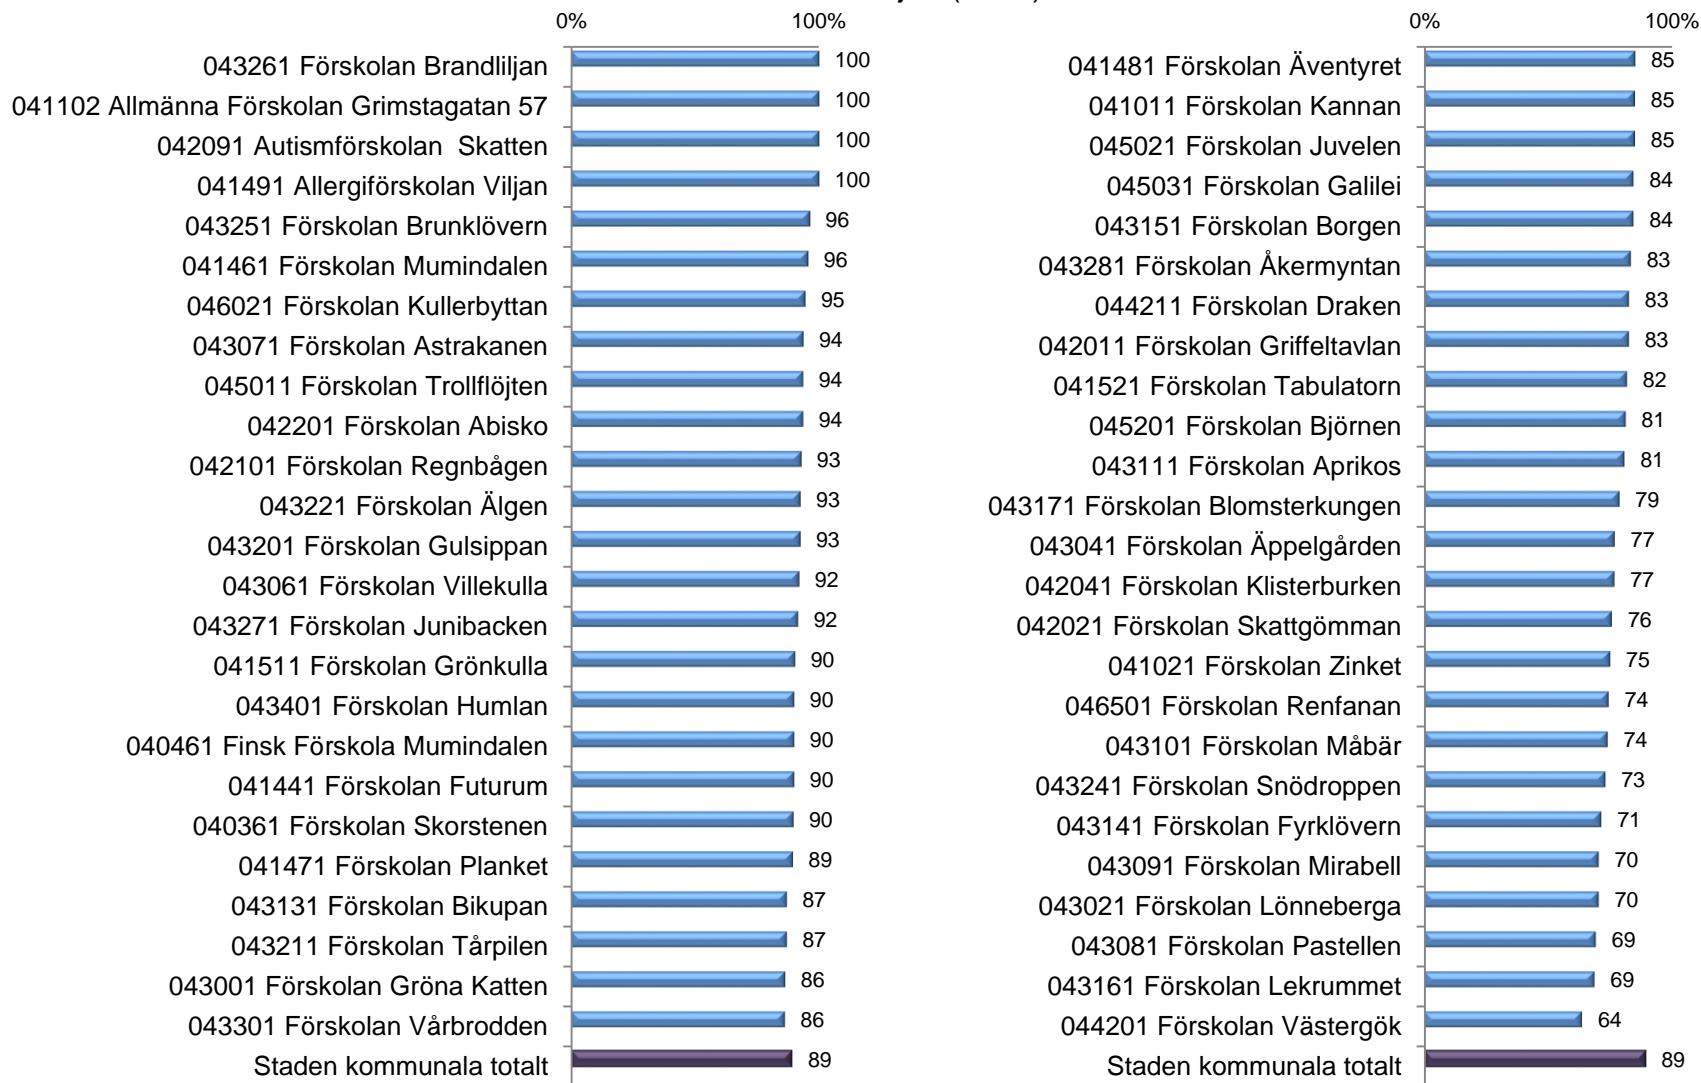 0% 100%
043261 Förskolan Brandliljan 100
041102 Allmänna Förskolan Grimstagatan 57 100
042091 Autismförskolan  Skatten 100
041491 Allergiförskolan Viljan 100
043251 Förskolan Brunklövern 96
041461 Förskolan Mumindalen 96
046021 Förskolan Kullerbyttan 95
043071 Förskolan Astrakanen 94
045011 Förskolan Trollflöjten 94
042201 Förskolan Abisko 94
042101 Förskolan Regnbågen 93
043221 Förskolan Älgen 93
043201 Förskolan Gulsippan 93
043061 Förskolan Villekulla 92
043271 Förskolan Junibacken 92
041511 Förskolan Grönkulla 90
043401 Förskolan Humlan 90
040461 Finsk Förskola Mumindalen 90
041441 Förskolan Futurum 90
040361 Förskolan Skorstenen 90
041471 Förskolan Planket 89
043131 Förskolan Bikupan 87
043211 Förskolan Tårpilen 87
043001 Förskolan Gröna Katten 86
043301 Förskolan Vårbrodden 86
Staden kommunala totalt 89
0% 100%
041481 Förskolan Äventyret 85
041011 Förskolan Kannan 85
045021 Förskolan Juvelen 85
045031 Förskolan Galilei 84
043151 Förskolan Borgen 84
043281 Förskolan Åkermyntan 83
044211 Förskolan Draken 83
042011 Förskolan Griffeltavlan 83
041521 Förskolan Tabulatorn 82
045201 Förskolan Björnen 81
043111 Förskolan Aprikos 81
043171 Förskolan Blomsterkungen 79
043041 Förskolan Äppelgården 77
042041 Förskolan Klisterburken 77
042021 Förskolan Skattgömman 76
041021 Förskolan Zinket 75
046501 Förskolan Renfanan 74
043101 Förskolan Måbär 74
043241 Förskolan Snödroppen 73
043141 Förskolan Fyrklövern 71
043091 Förskolan Mirabell 70
043021 Förskolan Lönneberga 70
043081 Förskolan Pastellen 69
043161 Förskolan Lekrummet 69
044201 Förskolan Västergök 64
Staden kommunala totalt 89